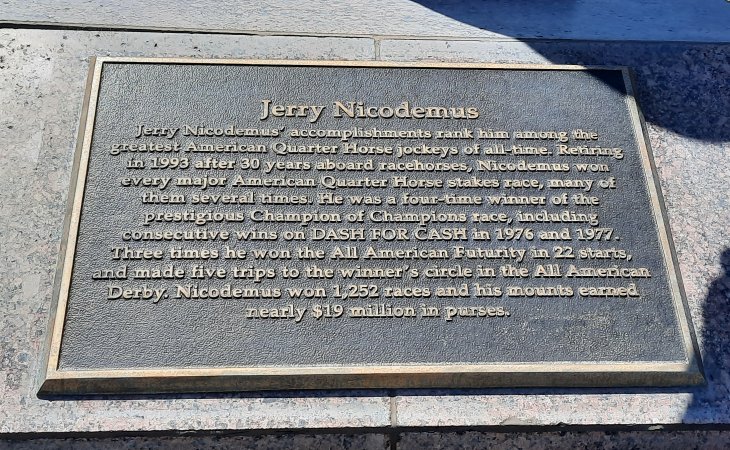 Jerry Nicodemus
Jerry Nicodemus' accomplishments rank him among the
greatest American Quarter Horse jockeys of all-time. Retiring
in 1993 after 30 years aboard racehorses, Nicodemus won
every major American Quarter Horse stakes race, many of
them several times. He was a four-time winner of the
prestigious Champion of Champions race, including
consecutive wins on DASH FOR CASH in 1976 and 1977.
Three times he won the All American Futurity in 22 starts,
and made five trips to the winner's circle in the All American
Derby. Nicodemus won 1,252 races and his mounts earned
nearly $19 million in purses.